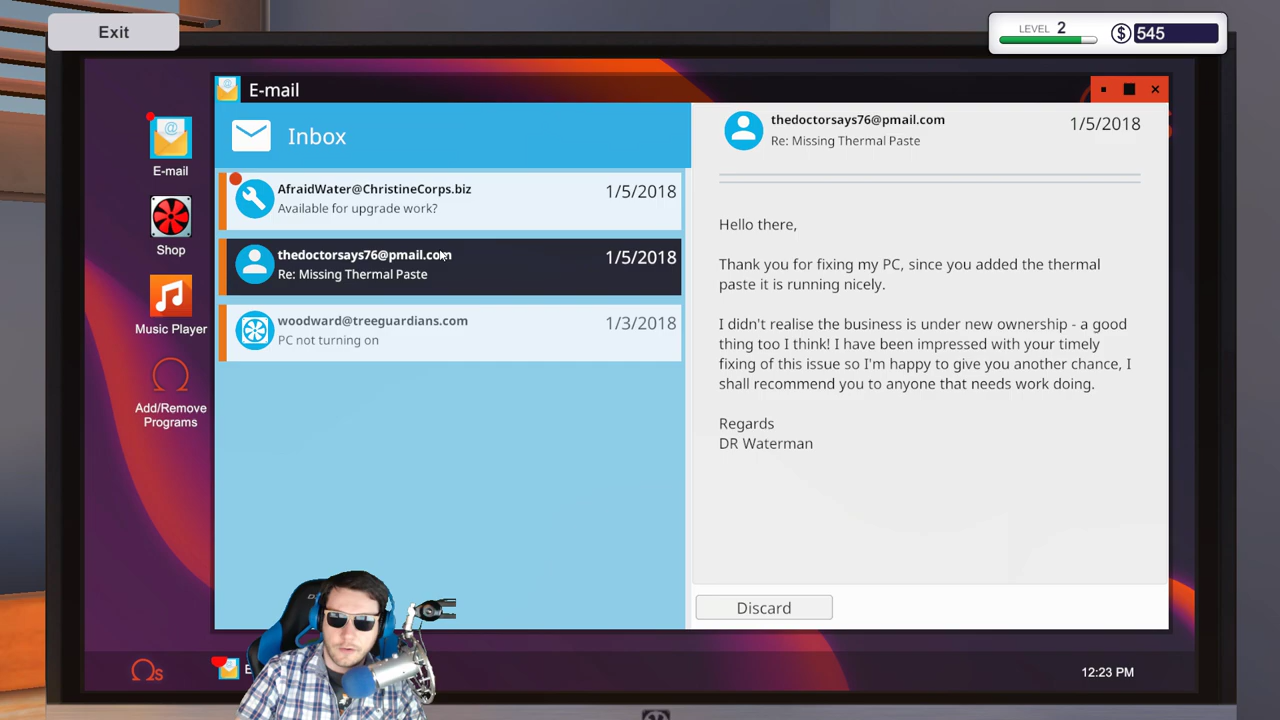 Exit
LEVEL 2
$ 545
E-mail
E-mail
Shop
Music Player
Add/Remove
Programs
Inbox
AfraidWater@ChristineCorps.biz
1/5/2018
Available for upgrade work?
thedoctorsays76@pmail.com
1/5/2018
Re: Missing Thermal Paste
woodward@treeguardians.com
1/3/2018
PC not turning on
thedoctorsays76@pmail.com
1/5/2018
Re: Missing Thermal Paste
Hello there,
Thank you for fixing my PC, since you added the thermal
paste it is running nicely.
I didn't realise the business is under new ownership - a good
thing too I think! I have been impressed with your timely
fixing of this issue so I'm happy to give you another chance, I
shall recommend you to anyone that needs work doing.
Regards
DR Waterman
Discard
Ωs
12:23 PM